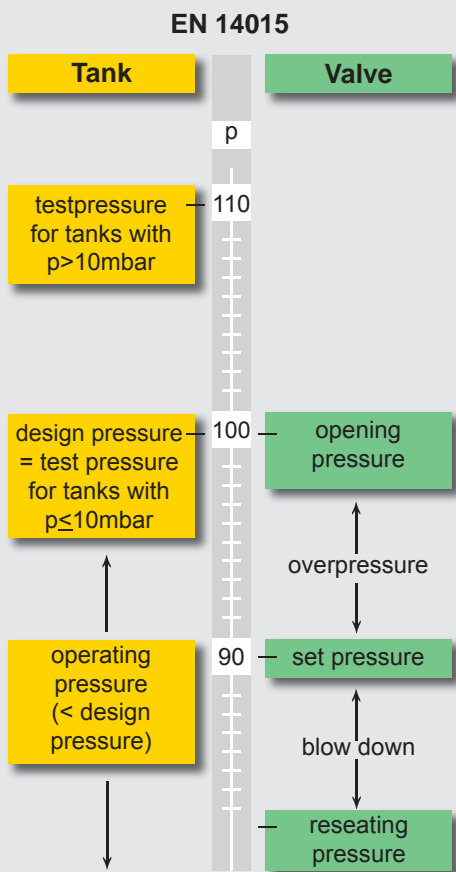 EN 14015
Tank
Valve
p
testpressure
for tanks with
p>10mbar
110
design pressure
= test pressure
for tanks with
p≤10mbar
100
opening
pressure
overpressure
operating
pressure
(< design
pressure)
90
set pressure
blow down
reseating
pressure